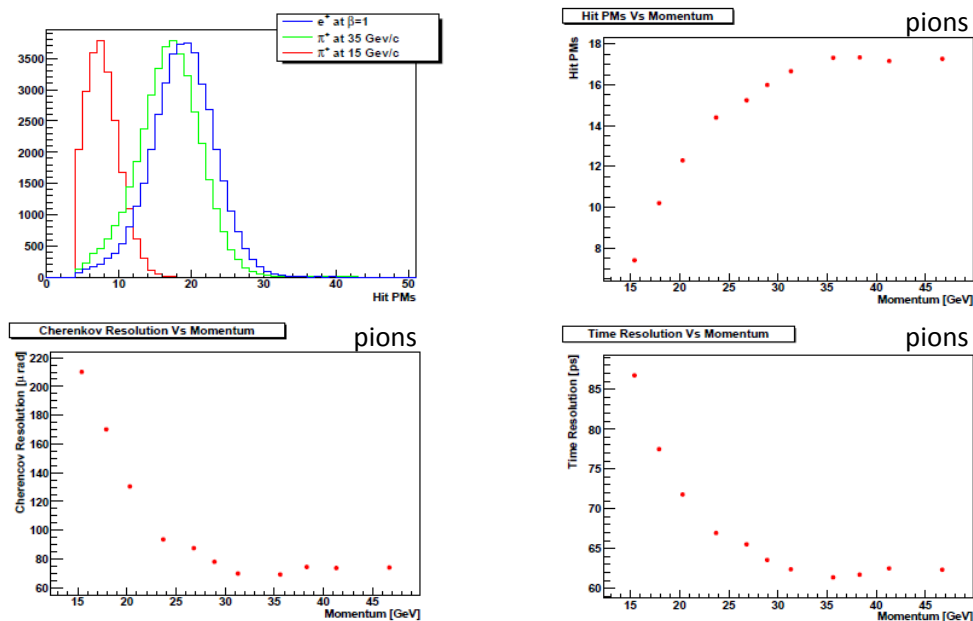 e+ at β=1
π+ at 35 Gev/c
π+ at 15 Gev/c
3500
3000
2500
2000
1500
1000
500
0
0 10 20 30 40 50
Hit PMs
Hit PMs Vs Momentum
pions
Hit PMs
18
16
14
12
10
8
15 20 25 30 35 40 45
Momentum [GeV]
Cherenkov Resolution Vs Momentum
pions
Cherencov Resolution [μ rad]
220
200
180
160
140
120
100
80
60
15 20 25 30 35 40 45
Momentum [GeV]
Time Resolution Vs Momentum
pions
Time Resolution [ps]
85
80
75
70
65
60
15 20 25 30 35 40 45
Momentum [GeV]